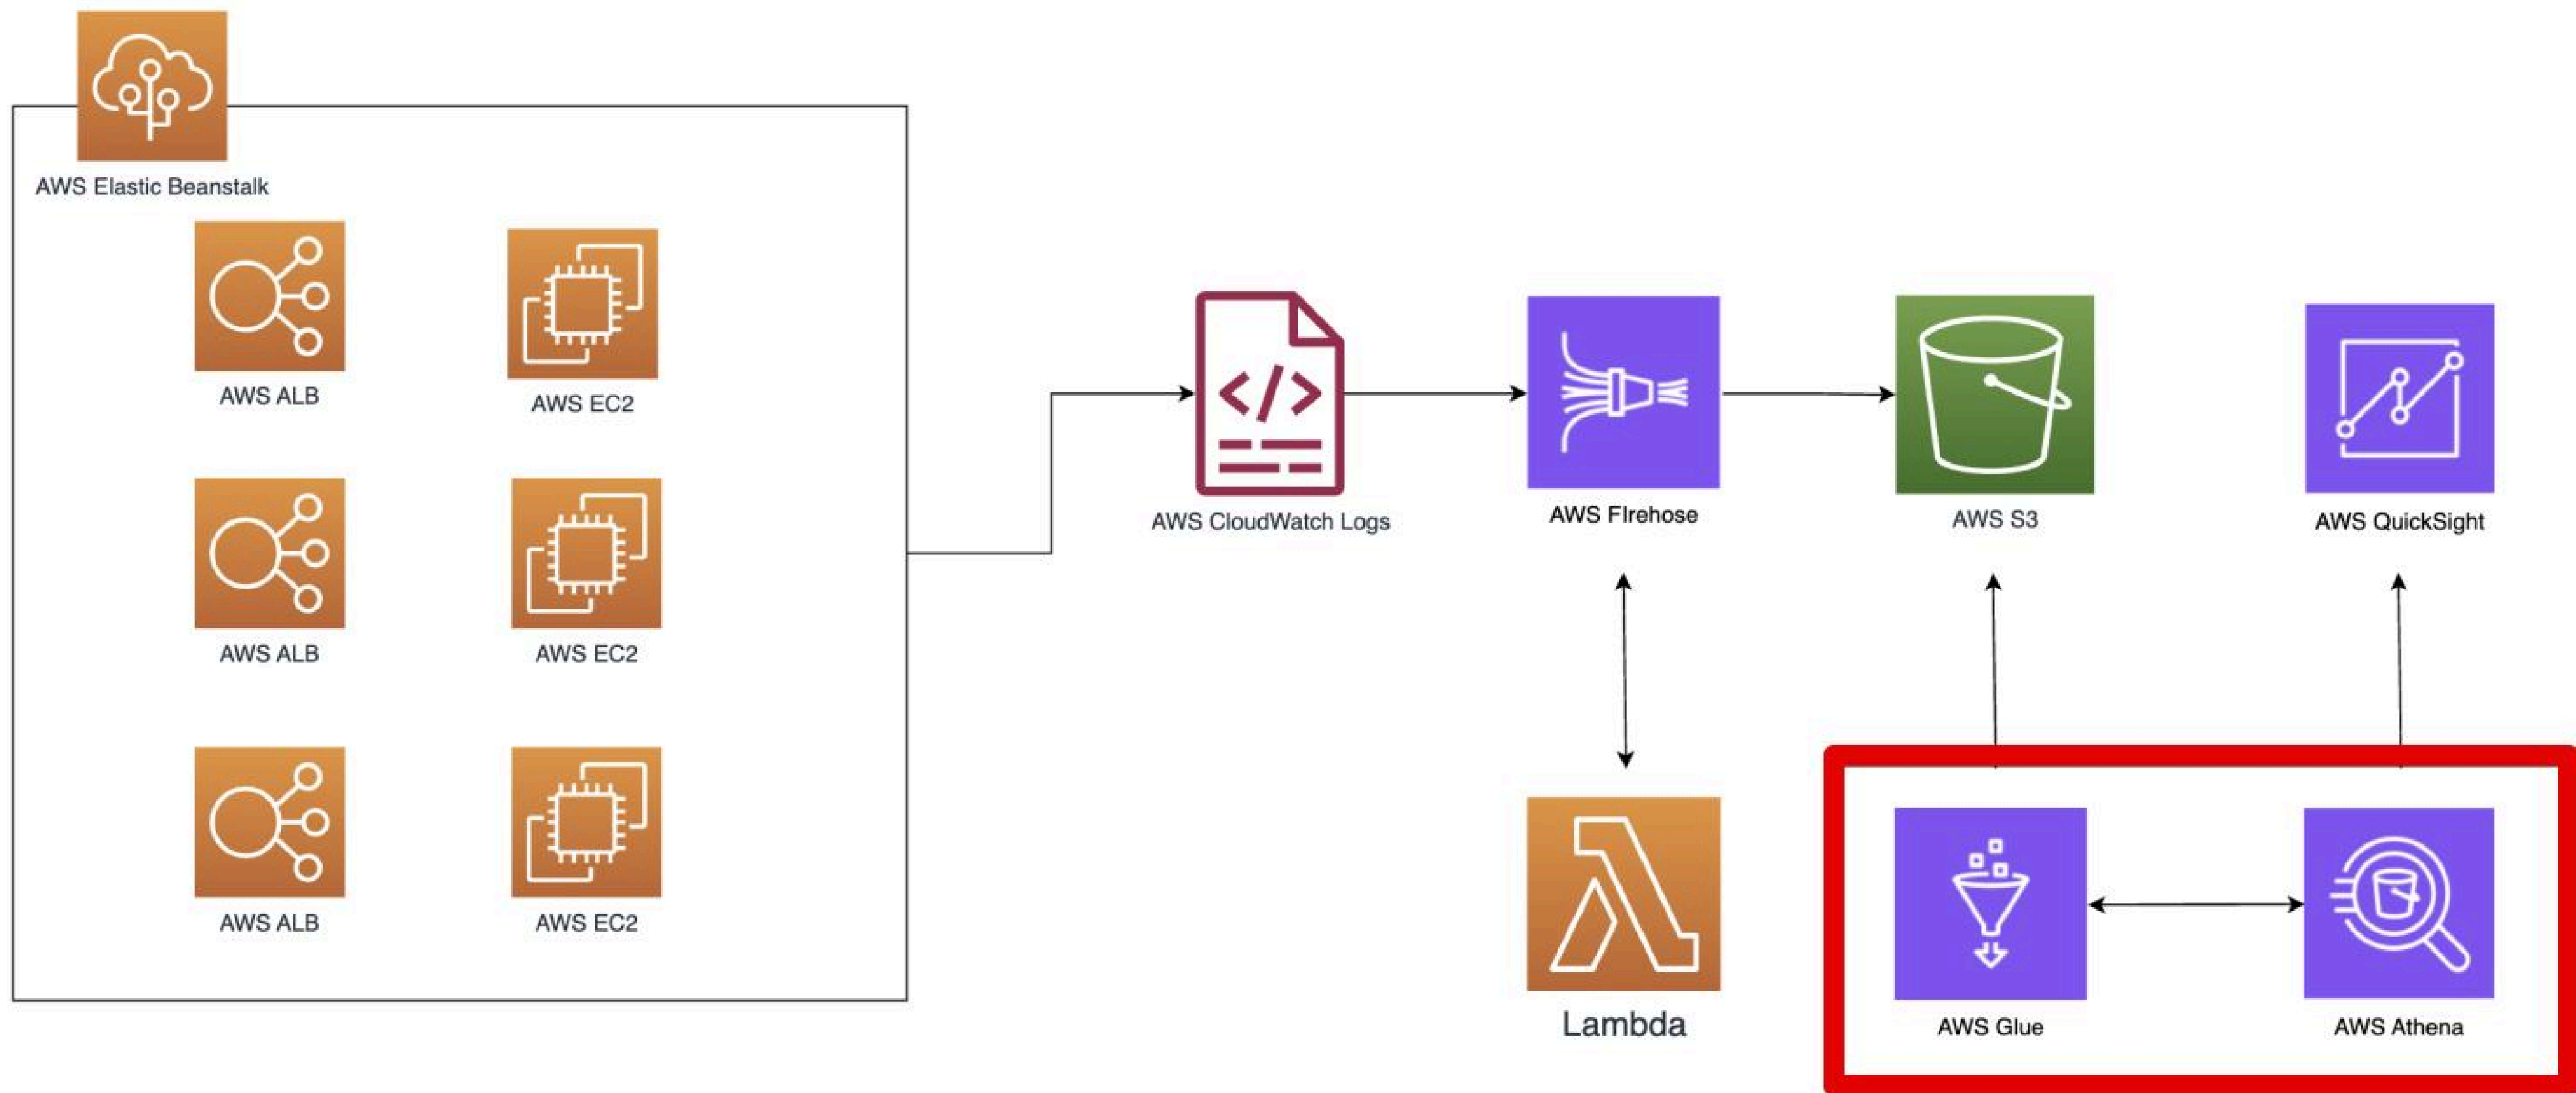 AWS Elastic Beanstalk
AWS ALB
AWS EC2
AWS ALB
AWS EC2
AWS ALB
AWS EC2
</>
AWS CloudWatch Logs
AWS FIrehose
AWS S3
AWS QuickSight
Lambda
AWS Glue
AWS Athena